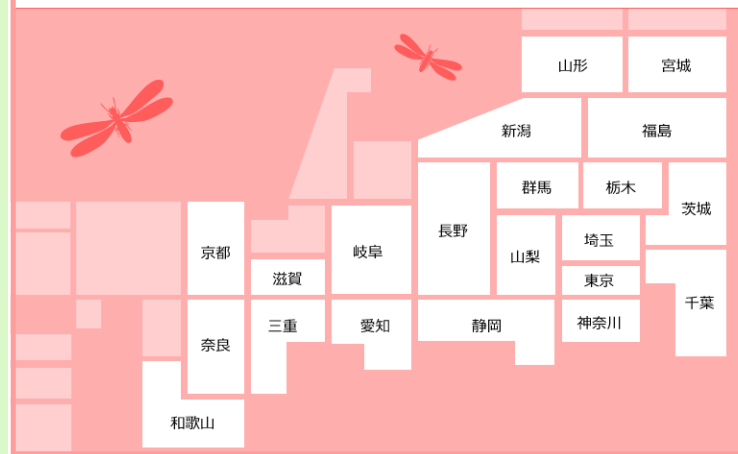 山形
宮城
新潟
福島
群馬
栃木
茨城
長野
京都
岐阜
山梨
埼玉
滋賀
東京
千葉
奈良
三重
愛知
静岡
神奈川
和歌山